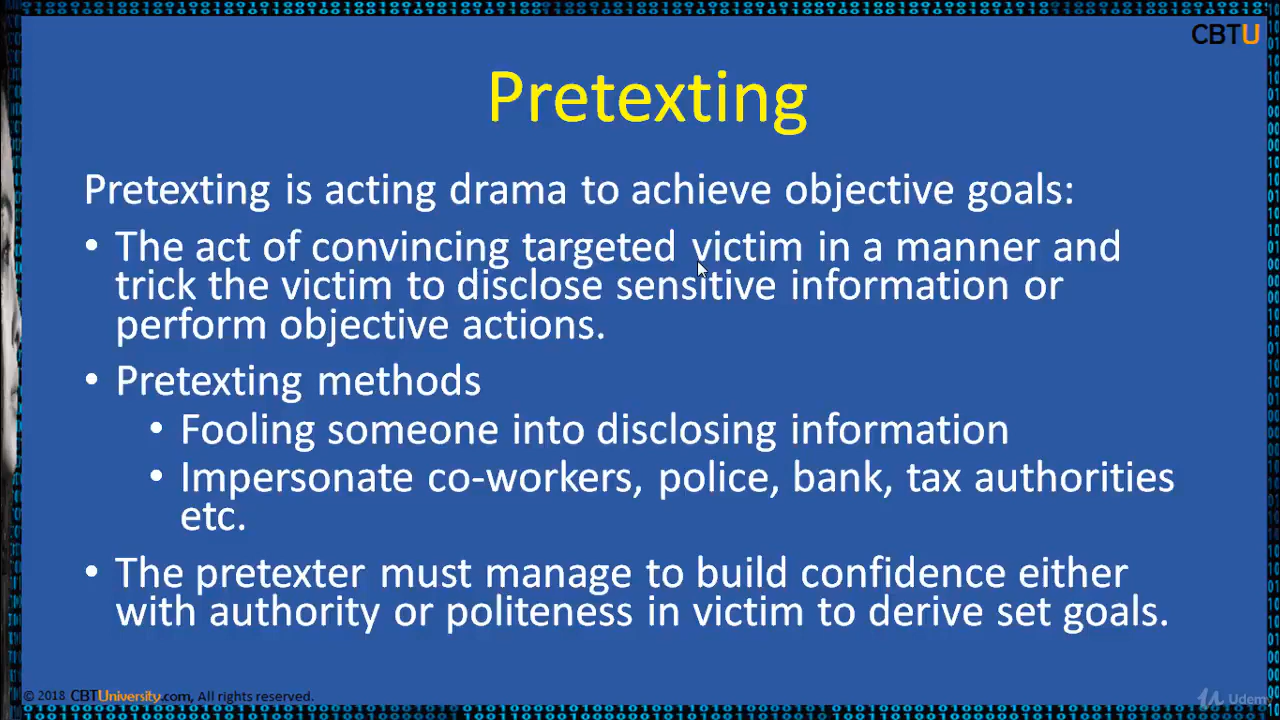 CBTU
Pretexting
Pretexting is acting drama to achieve objective goals:
• The act of convincing targeted victim in a manner and
trick the victim to disclose sensitive information or
perform objective actions.
• Pretexting methods
• Fooling someone into disclosing information
• Impersonate co-workers, police, bank, tax authorities
etc.
• The pretexter must manage to build confidence either
with authority or politeness in victim to derive set goals.
© 2018 CBTUniversity.com, All rights reserved.
Udemy